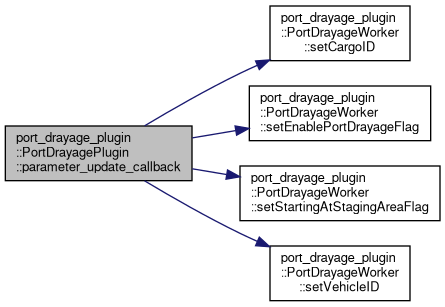 port_drayage_plugin
::PortDrayagePlugin
::parameter_update_callback
port_drayage_plugin
::PortDrayageWorker
::setCargoID
port_drayage_plugin
::PortDrayageWorker
::setEnablePortDrayageFlag
port_drayage_plugin
::PortDrayageWorker
::setStartingAtStagingAreaFlag
port_drayage_plugin
::PortDrayageWorker
::setVehicleID